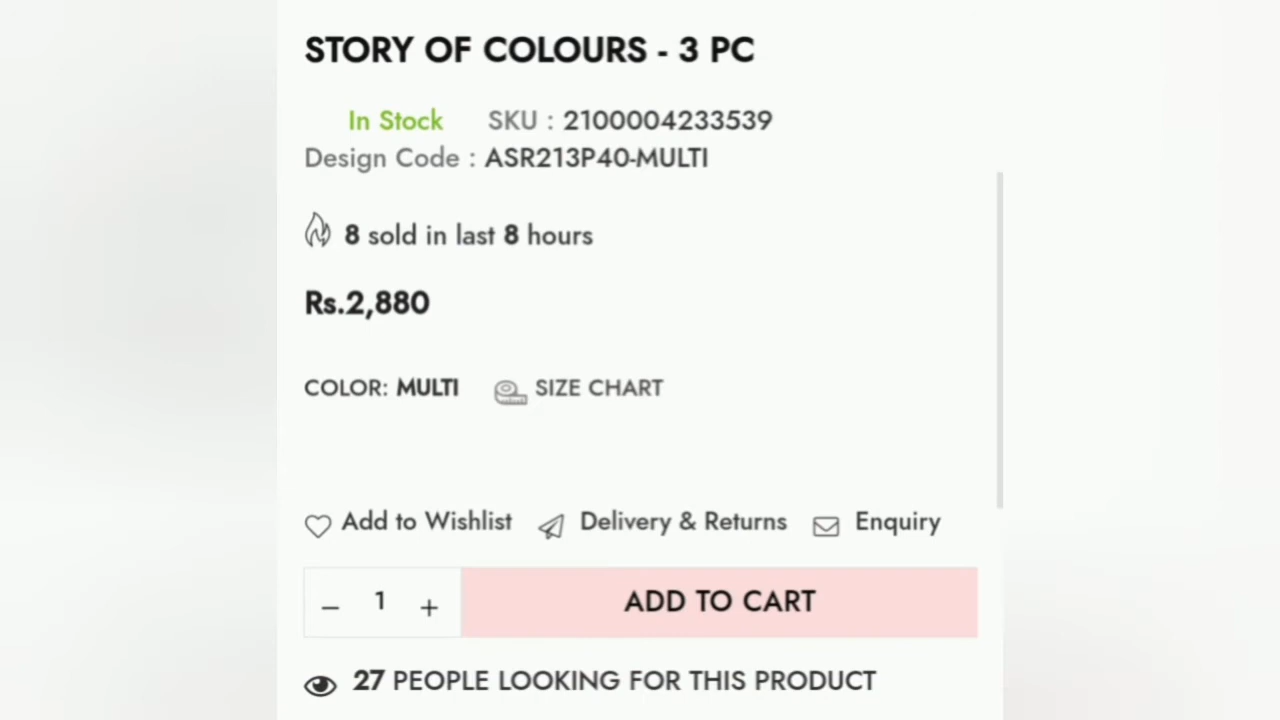 STORY OF COLOURS - 3 PC
In Stock SKU : 2100004233539
Design Code : ASR213P40-MULTI
8 sold in last 8 hours
Rs.2,880
COLOR: MULTI SIZE CHART
Add to Wishlist Delivery & Returns Enquiry
– 1 + ADD TO CART
27 PEOPLE LOOKING FOR THIS PRODUCT